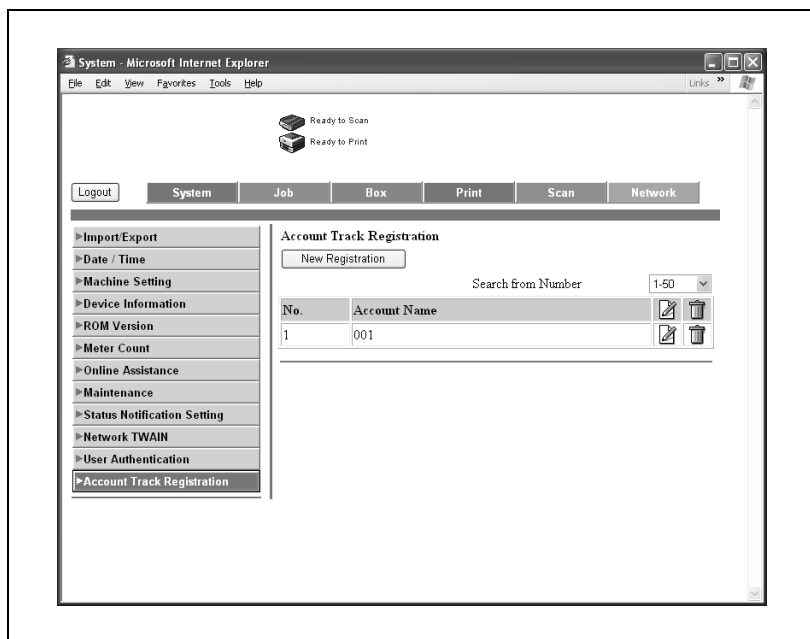 System - Microsoft Internet Explorer
File Edit View Favorites Tools Help Links »
Ready to Scan
Ready to Print
Logout System Job Box Print Scan Network
Import/Export
Date / Time
Machine Setting
Device Information
ROM Version
Meter Count
Online Assistance
Maintenance
Status Notification Setting
Network TWAIN
User Authentication
Account Track Registration
Account Track Registration
New Registration
Search from Number 1-50
No. Account Name
1 001